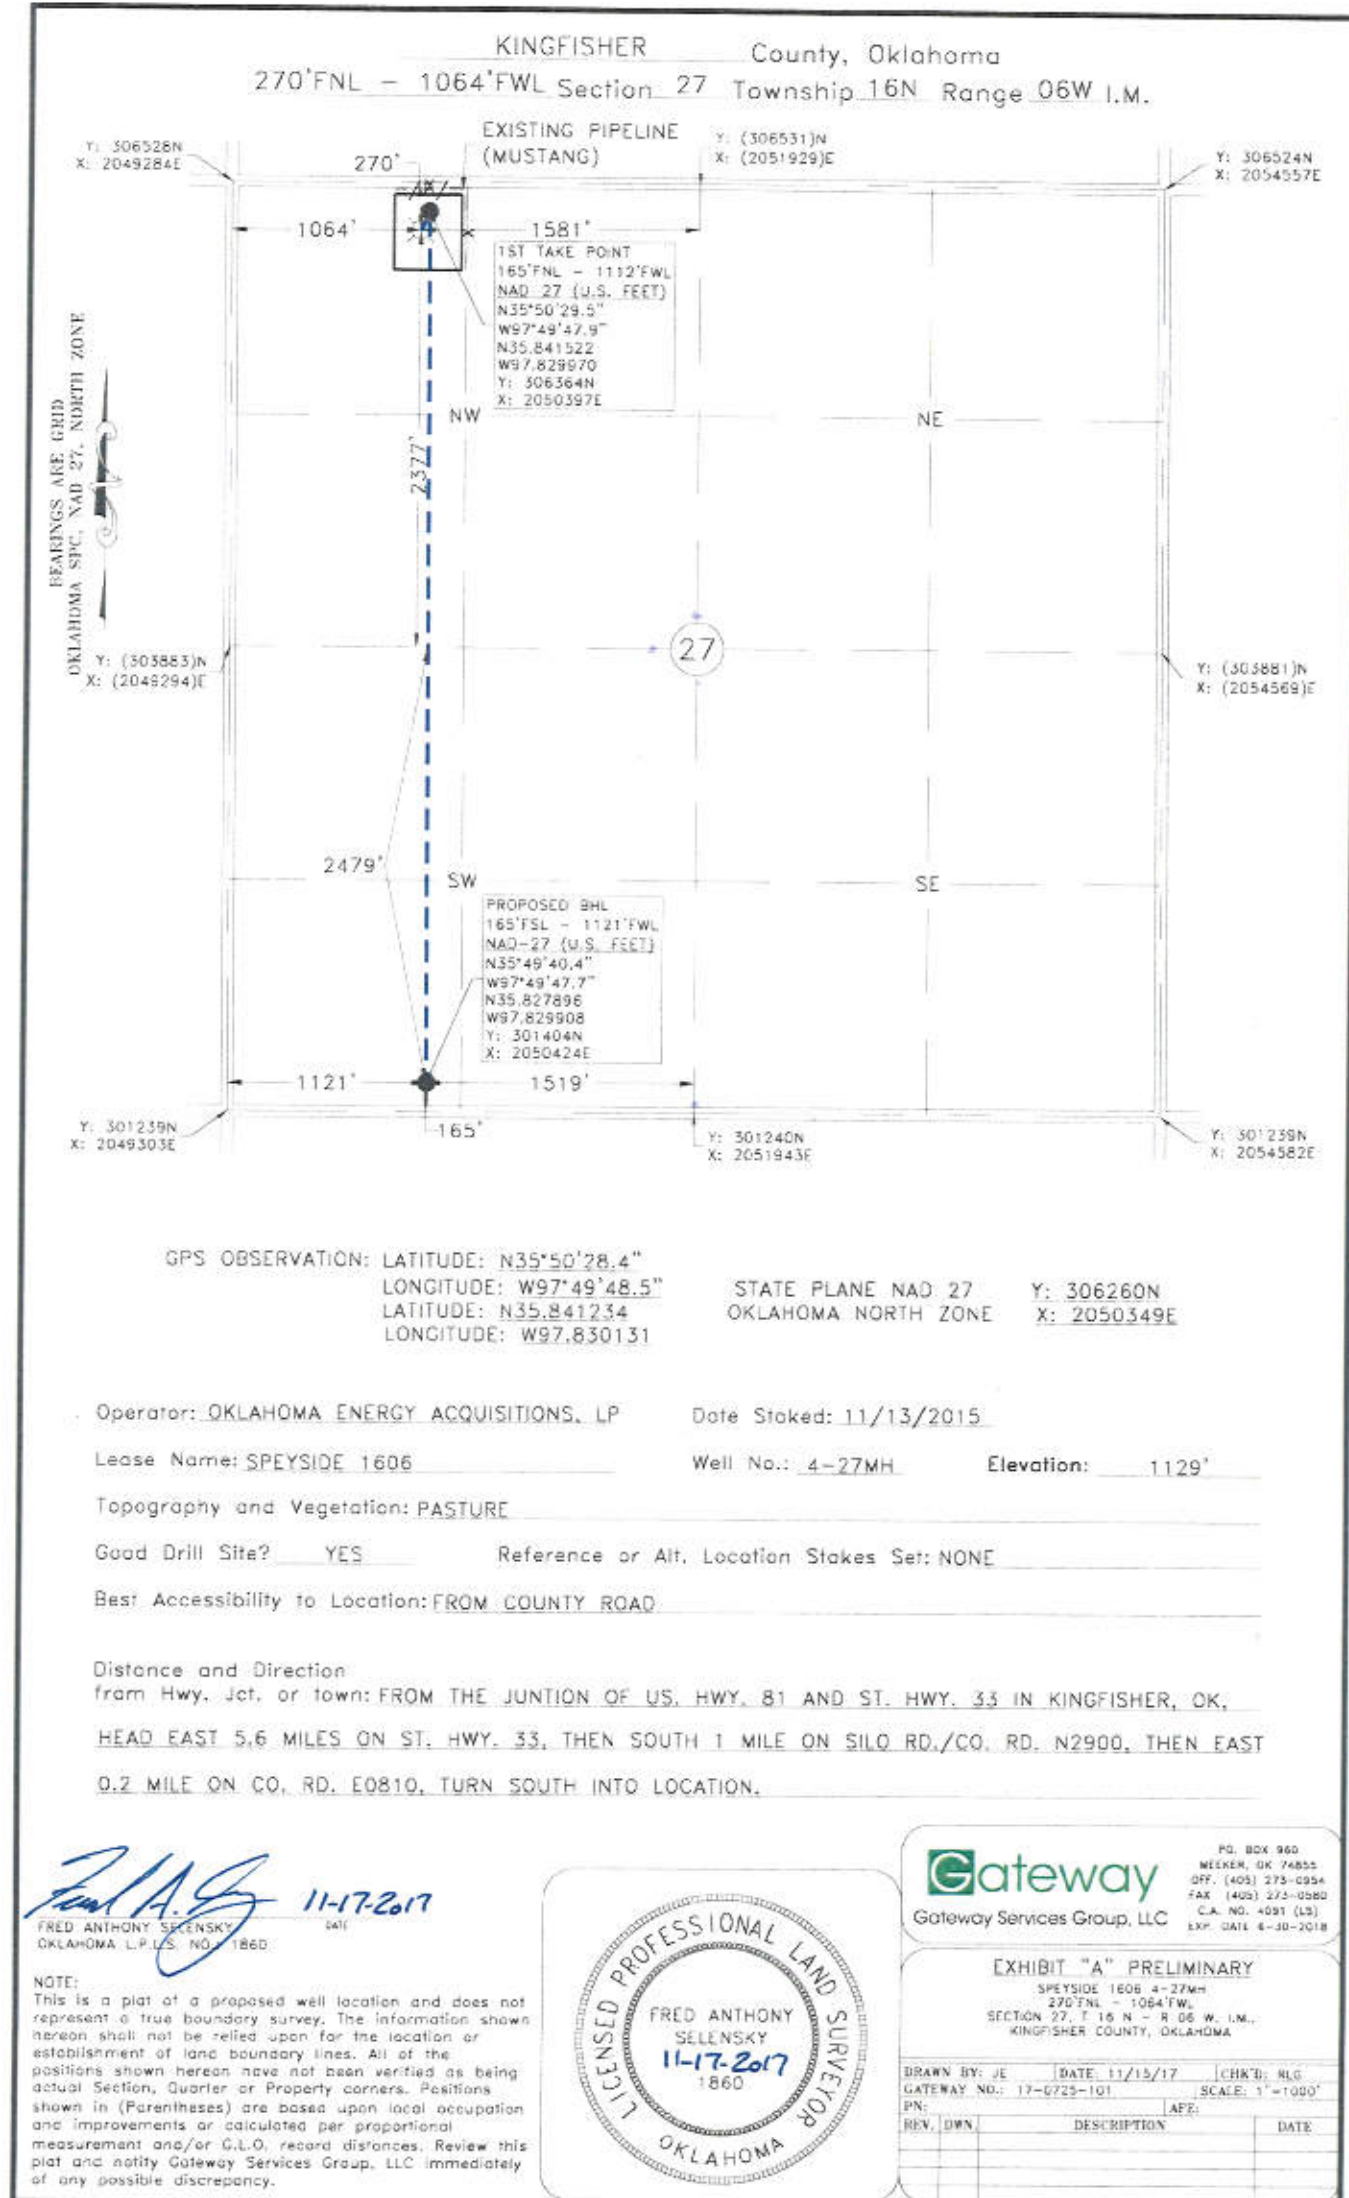 KINGFISHER County, Oklahoma
270'FNL - 1064'FWL Section 27 Township 16N Range 06W I.M.
Y: 306528N
X: 2049284E
270'
EXISTING PIPELINE
(MUSTANG)
Y: (306531)N
X: (2051929)E
Y: 306524N
X: 2054557E
1064'
1581'
1ST TAKE POINT
165'FNL - 1112'FWL
NAD 27 (U.S. FEET)
N35°50'29.5"
W97°49'47.9"
N35.841522
W97.829970
Y: 306364N
X: 2050397E
BEARINGS ARE GRID
OKLAHOMA SPC, NAD 27, NORTH ZONE
NW
NE
2377'
27
Y: (303883)N
X: (2049294)E
Y: (303881)N
X: (2054569)E
2479'
SW
SE
PROPOSED BHL
165'FSL - 1121'FWL
NAD-27 (U.S. FEET)
N35°49'40.4"
W97°49'47.7"
N35.827896
W97.829908
Y: 301404N
X: 2050424E
1121'
1519'
165'
Y: 301239N
X: 2049303E
Y: 301240N
X: 2051943E
Y: 301239N
X: 2054582E
GPS OBSERVATION: LATITUDE: N35°50'28.4"
LONGITUDE: W97°49'48.5"
LATITUDE: N35.841234
LONGITUDE: W97.830131
STATE PLANE NAD 27 Y: 306260N
OKLAHOMA NORTH ZONE X: 2050349E
Operator: OKLAHOMA ENERGY ACQUISITIONS, LP Date Staked: 11/13/2015
Lease Name: SPEYSIDE 1606 Well No.: 4-27MH Elevation: 1129'
Topography and Vegetation: PASTURE
Good Drill Site? YES Reference or Alt. Location Stakes Set: NONE
Best Accessibility to Location: FROM COUNTY ROAD
Distance and Direction
from Hwy. Jct. or town: FROM THE JUNTION OF US. HWY. 81 AND ST. HWY. 33 IN KINGFISHER, OK,
HEAD EAST 5.6 MILES ON ST. HWY. 33, THEN SOUTH 1 MILE ON SILO RD./CO. RD. N2900, THEN EAST
0.2 MILE ON CO. RD. E0810, TURN SOUTH INTO LOCATION.
11-17-2017
FRED ANTHONY SELENSKY DATE
OKLAHOMA L.P.L.S. NO. 1860
NOTE:
This is a plat of a proposed well location and does not
represent a true boundary survey. The information shown
hereon shall not be relied upon for the location or
establishment of land boundary lines. All of the
positions shown hereon have not been verified as being
actual Section, Quarter or Property corners. Positions
shown in (Parentheses) are based upon local occupation
and improvements or calculated per proportional
measurement and/or G.L.O. record distances. Review this
plat and notify Gateway Services Group, LLC immediately
of any possible discrepancy.
LICENSED PROFESSIONAL LAND SURVEYOR
FRED ANTHONY
SELENSKY
11-17-2017
1860
OKLAHOMA
Gateway
Gateway Services Group, LLC
PO. BOX 960
MEEKER, OK 74855
OFF. (405) 273-0954
FAX (405) 273-0580
C.A. NO. 4091 (LS)
EXP. DATE 6-30-2018
EXHIBIT "A" PRELIMINARY
SPEYSIDE 1606 4-27MH
270'FNL - 1064'FWL
SECTION 27, T 16 N - R 06 W. I.M.,
KINGFISHER COUNTY, OKLAHOMA
DRAWN BY: JE DATE: 11/15/17 CHK'D: RLG
GATEWAY NO.: 17-0725-101 SCALE: 1"=1000'
PN: AFE:
REV. DWN. DESCRIPTION DATE